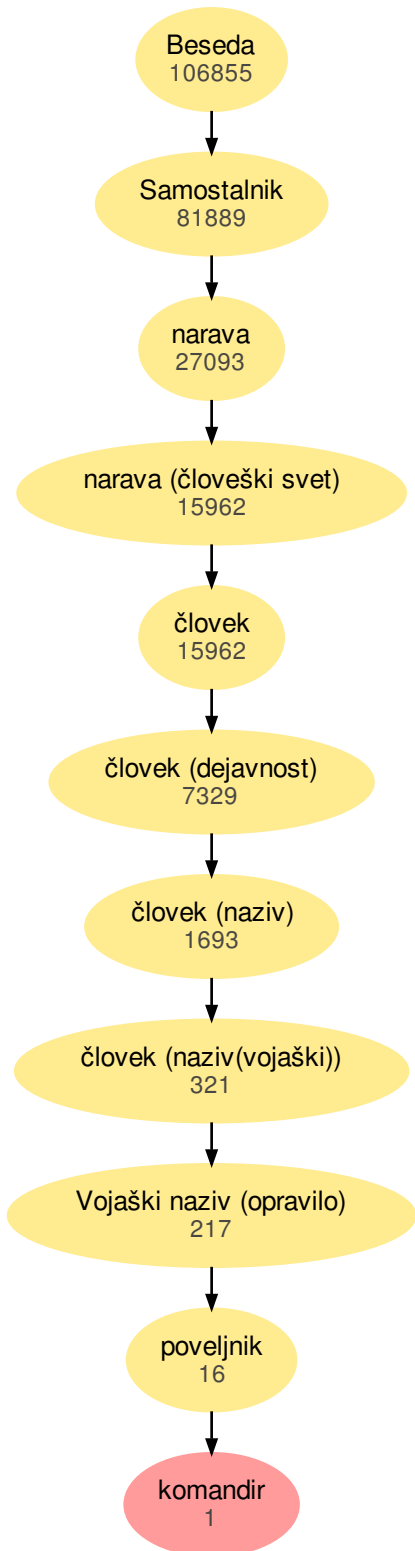 Beseda
106855
Samostalnik
81889
narava
27093
narava (človeški svet)
15962
človek
15962
človek (dejavnost)
7329
človek (naziv)
1693
človek (naziv(vojaški))
321
Vojaški naziv (opravilo)
217
poveljnik
16
komandir
1